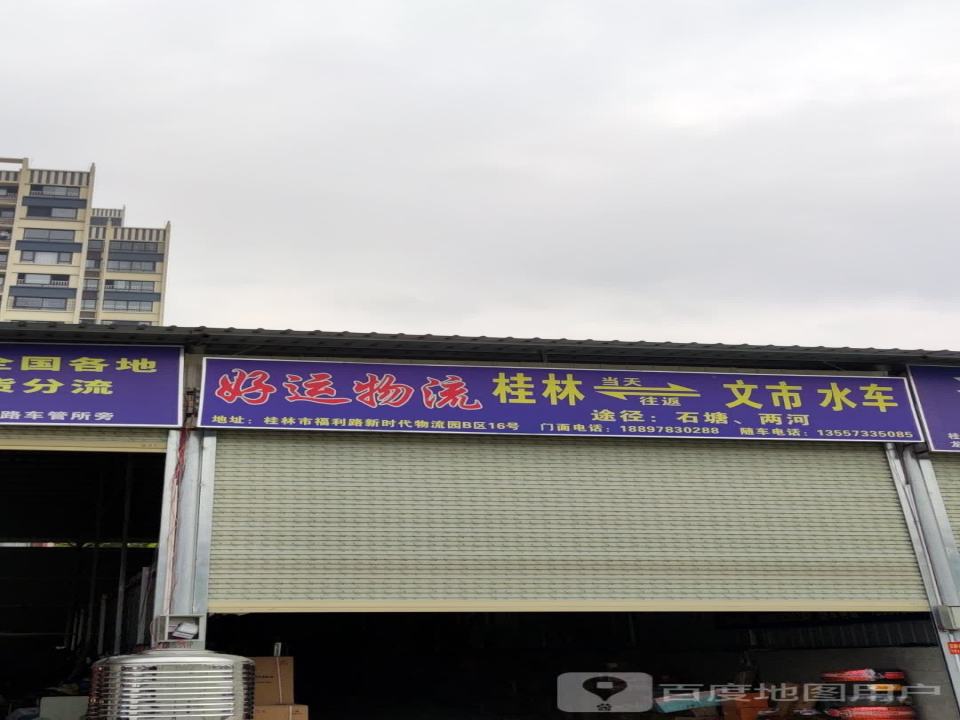 全国各地
货分流
路车管所旁
好运物流 桂林 当天 往返 文市 水车
途径：石塘、两河
地址：桂林市福利路新时代物流园B区16号 门面电话：18897830288 随车电话：13557335085
桂
龙
百度地图用户